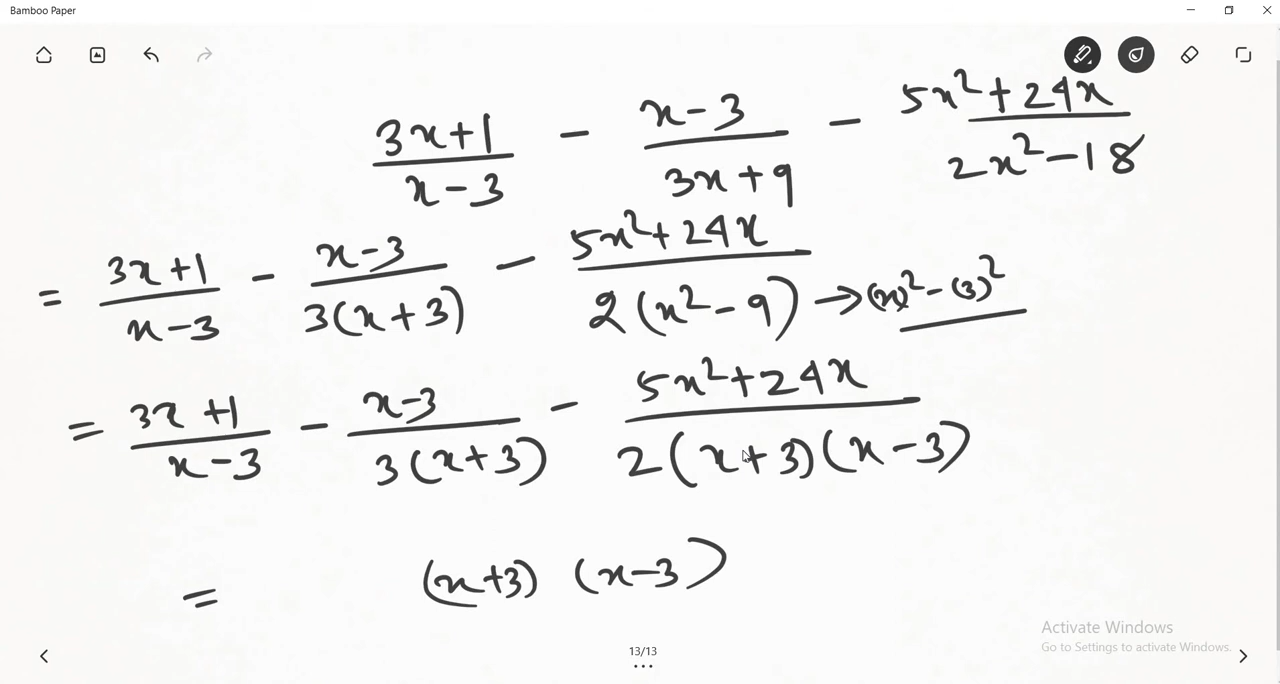 Bamboo Paper
(3x+1)/(x-3) - (x-3)/(3x+9) - (5x²+24x)/(2x²-18)
= (3x+1)/(x-3) - (x-3)/(3(x+3)) - (5x²+24x)/(2(x²-9)) → (x)²-(3)²
= (3x+1)/(x-3) - (x-3)/(3(x+3)) - (5x²+24x)/(2(x+3)(x-3))
= (x+3) (x-3)
Activate Windows
Go to Settings to activate Windows.
13/13